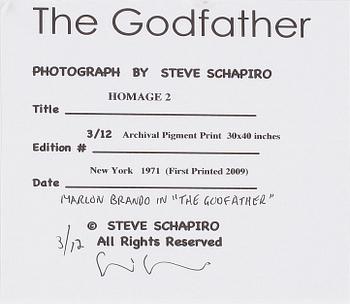 The Godfather
PHOTOGRAPH BY STEVE SCHAPIRO
HOMAGE 2
Title
3/12 Archival Pigment Print 30x40 inches
Edition #
New York 1971 (First Printed 2009)
Date
MARLON BRANDO IN "THE GODFATHER"
© STEVE SCHAPIRO
3/12 All Rights Reserved